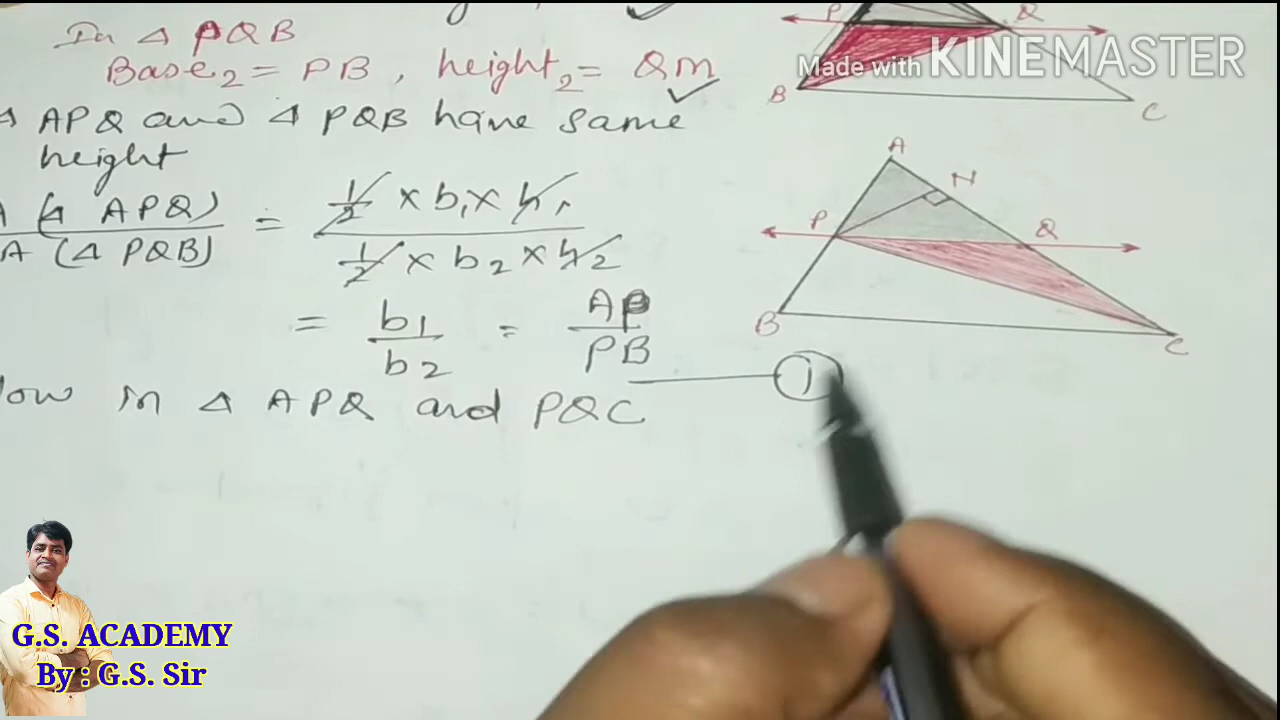 In △ PQB
Base₂ = PB, height₂ = QM
△ APQ and △ PQB have same
height
A (△ APQ) / A (△ PQB) = 1/2 × b₁ × h₁ / 1/2 × b₂ × h₂
= b₁ / b₂ = AP / PB
①
Now in △ APQ and PQC
P Q
B C
A
N
P Q
B C
Made with KINEMASTER
G.S. ACADEMY
By : G.S. Sir